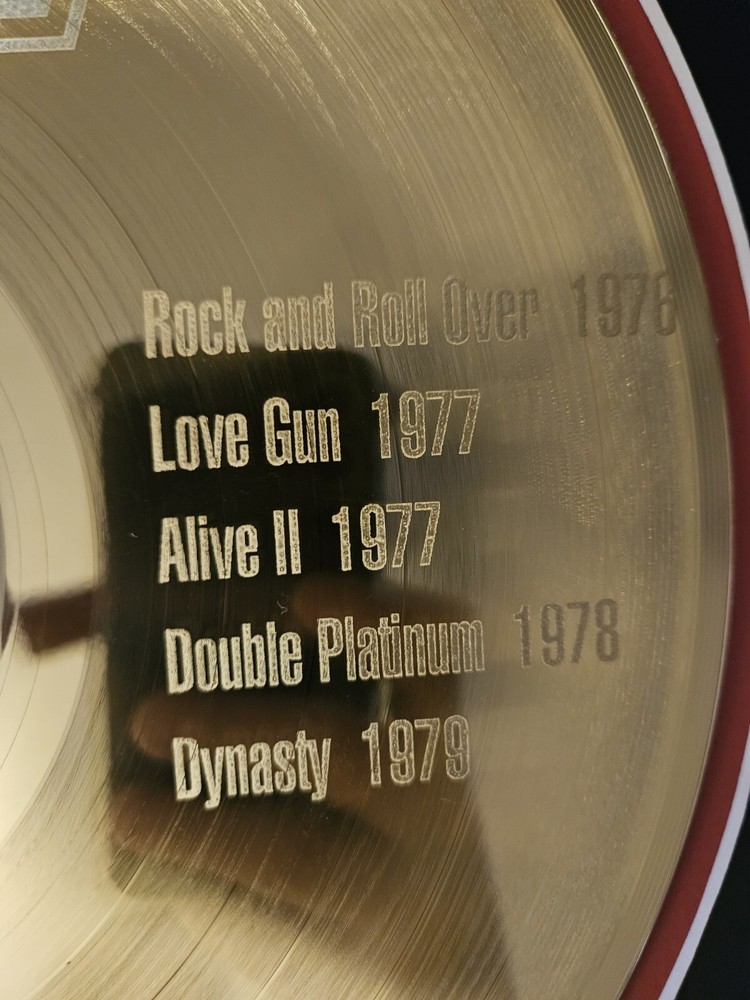 Rock and Roll Over 1976
Love Gun 1977
Alive II 1977
Double Platinum 1978
Dynasty 1979